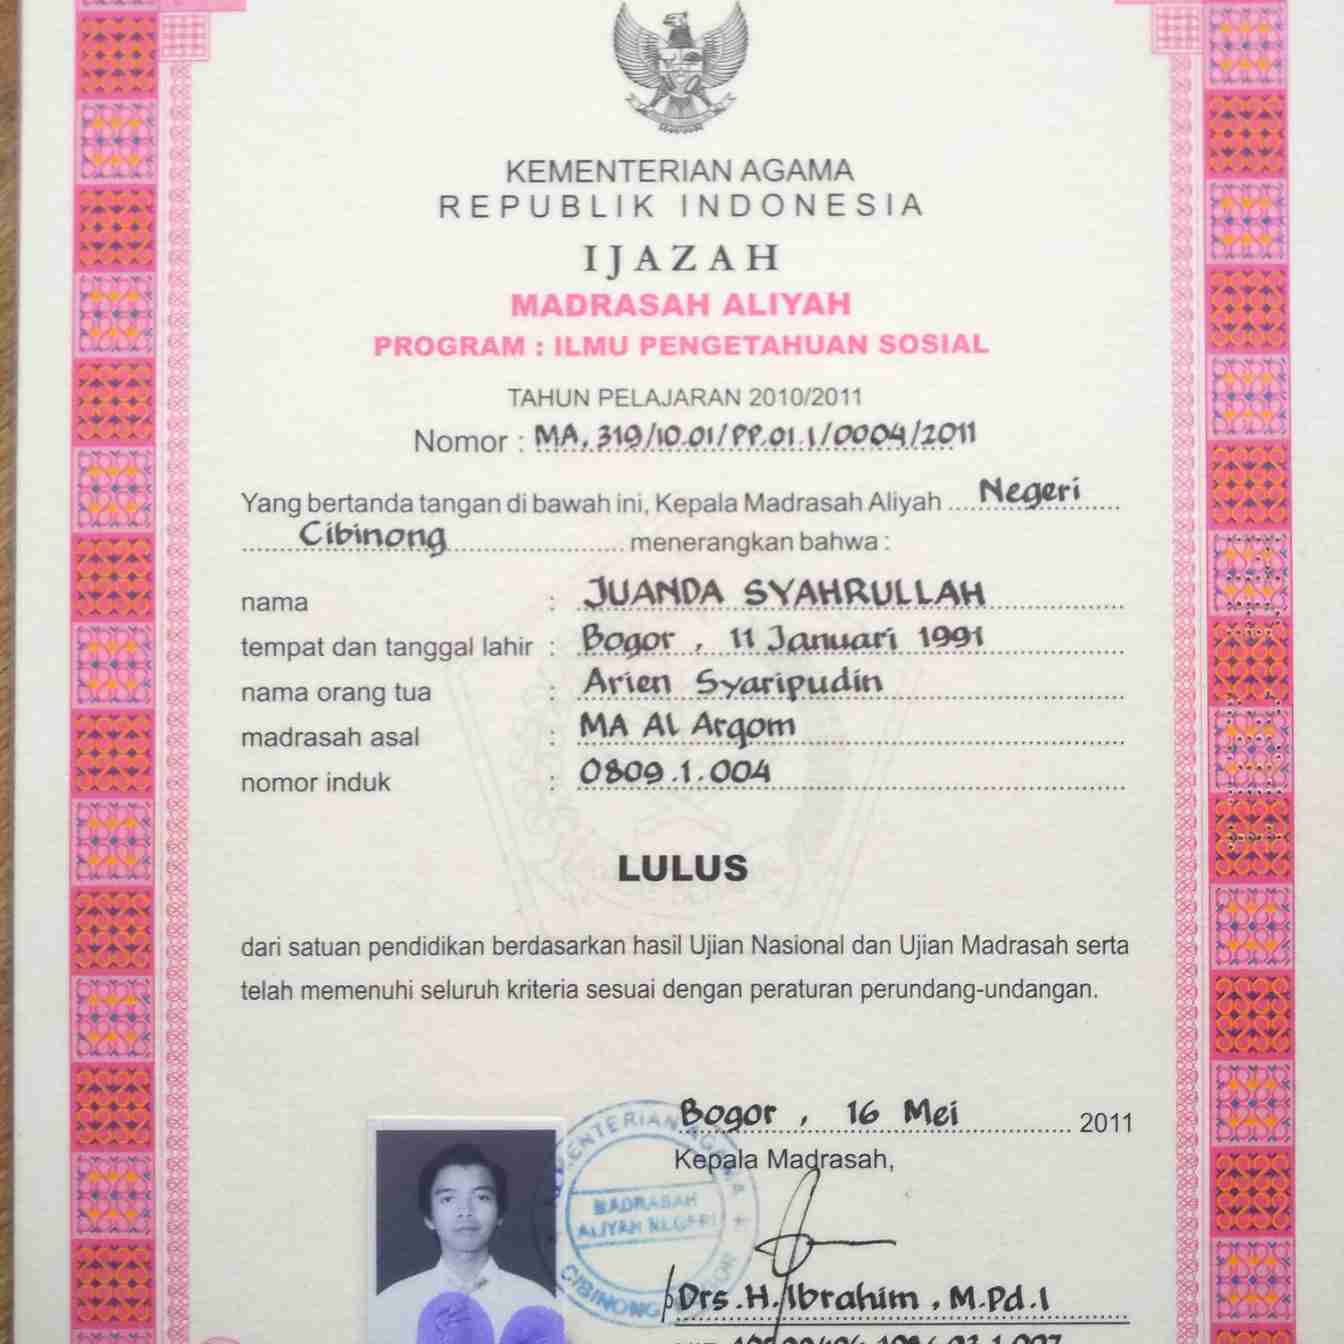 KEMENTERIAN AGAMA
REPUBLIK INDONESIA
IJAZAH
MADRASAH ALIYAH
PROGRAM : ILMU PENGETAHUAN SOSIAL
TAHUN PELAJARAN 2010/2011
Nomor : MA.319/10.01/PP.01.1/0004/2011
Yang bertanda tangan di bawah ini, Kepala Madrasah Aliyah Negeri
Cibinong menerangkan bahwa :
nama : JUANDA SYAHRULLAH
tempat dan tanggal lahir : Bogor, 11 Januari 1991
nama orang tua : Arien Syaripudin
madrasah asal : MA Al Arqom
nomor induk : 0809.1.004
LULUS
dari satuan pendidikan berdasarkan hasil Ujian Nasional dan Ujian Madrasah serta
telah memenuhi seluruh kriteria sesuai dengan peraturan perundang-undangan.
Bogor, 16 Mei 2011
Kepala Madrasah,
KEMENTERIAN AGAMA
MADRASAH
ALIYAH NEGERI
CIBINONG BOGOR
Drs.H.Ibrahim, M.Pd.I